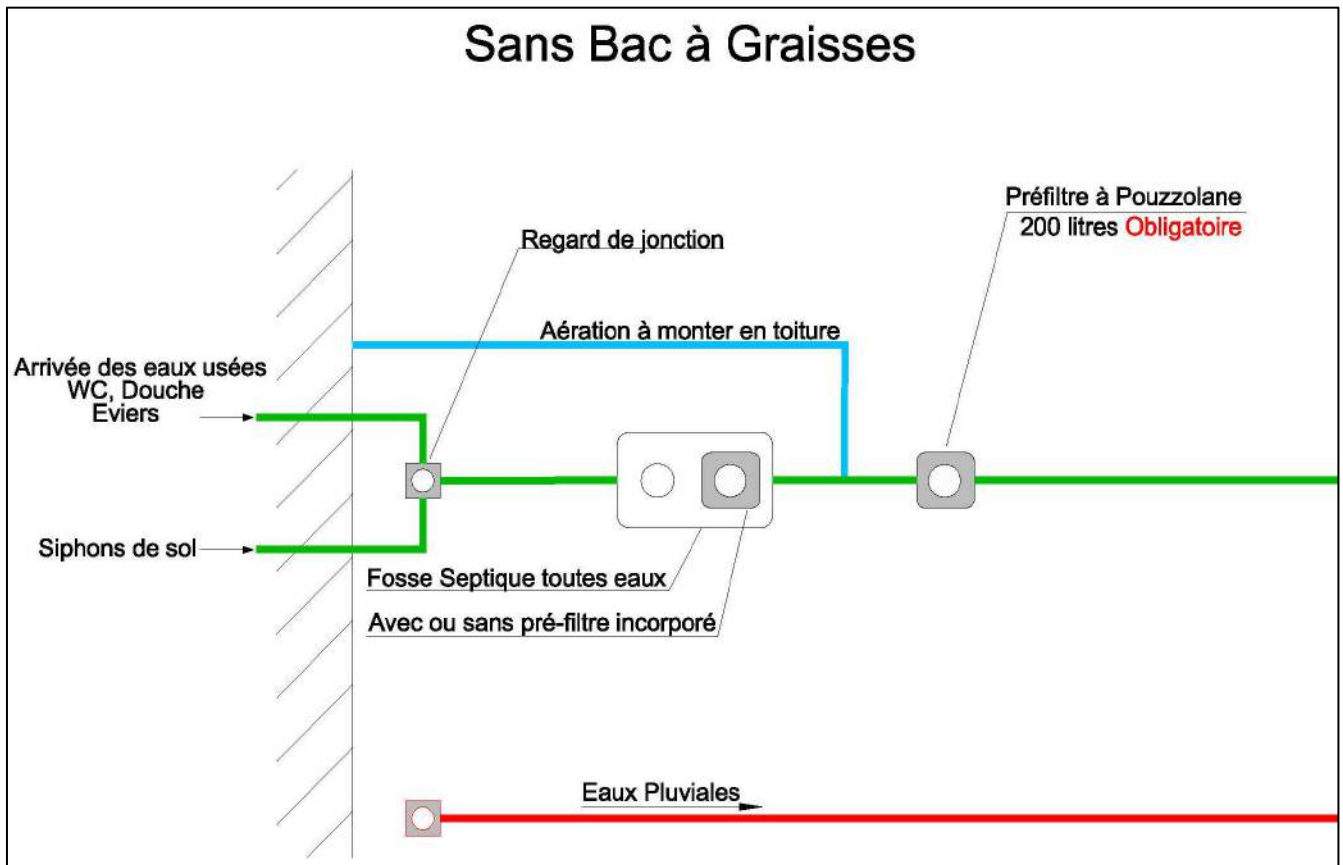 Sans Bac à Graisses
Préfiltre à Pouzzolane
200 litres Obligatoire
Regard de jonction
Aération à monter en toiture
Arrivée des eaux usées
WC, Douche
Eviers
Siphons de sol
Fosse Septique toutes eaux
Avec ou sans pré-filtre incorporé
Eaux Pluviales